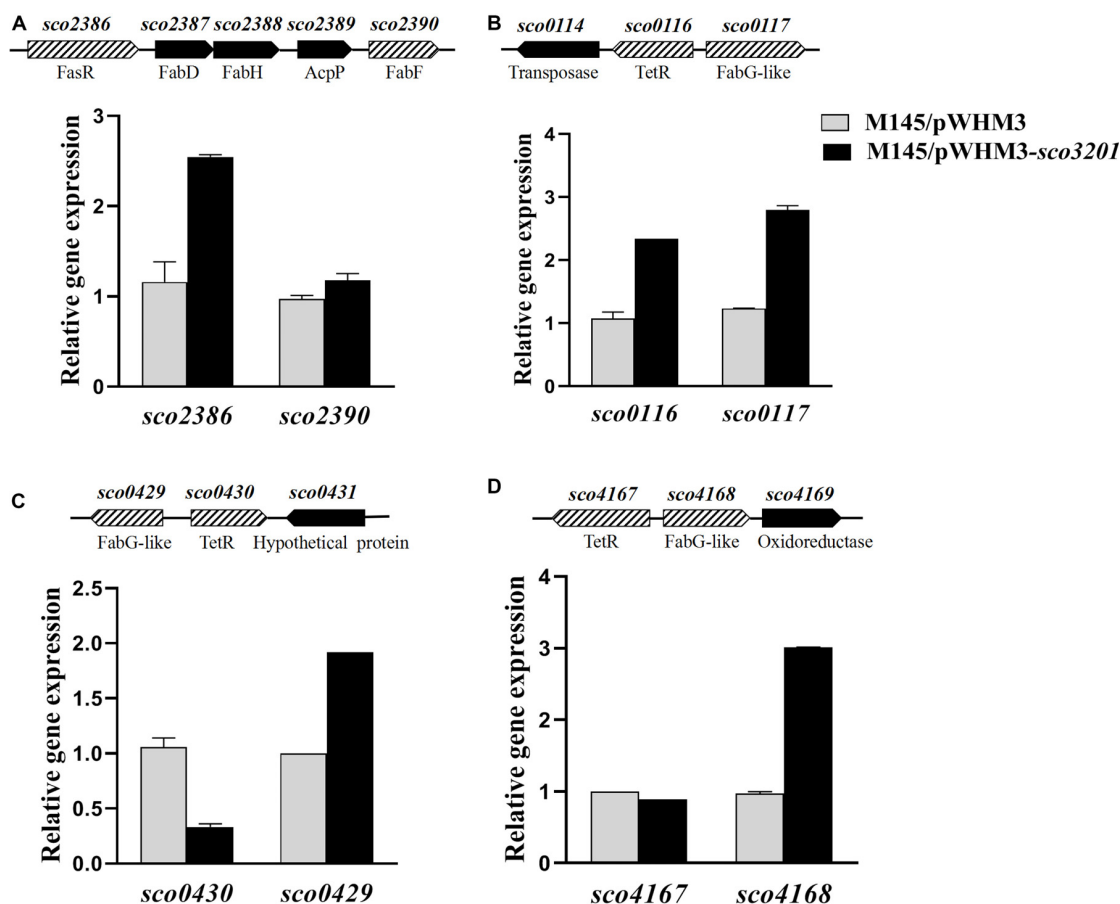 A
sco2386 sco2387 sco2388 sco2389 sco2390
FasR FabD FabH AcpP FabF
Relative gene expression
3
2
1
0
sco2386 sco2390
B
sco0114 sco0116 sco0117
Transposase TetR FabG-like
Relative gene expression
4
3
2
1
0
sco0116 sco0117
M145/pWHM3
M145/pWHM3-sco3201
C
sco0429 sco0430 sco0431
FabG-like TetR Hypothetical protein
Relative gene expression
2.5
2.0
1.5
1.0
0.5
0.0
sco0430 sco0429
D
sco4167 sco4168 sco4169
TetR FabG-like Oxidoreductase
Relative gene expression
4
3
2
1
0
sco4167 sco4168